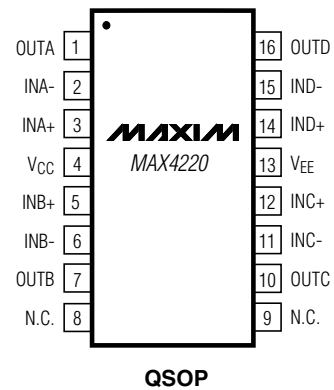 OUTA 1 16 OUTD
INA- 2 15 IND-
INA+ 3 MAXIM 14 IND+
VCC 4 MAX4220 13 VEE
INB+ 5 12 INC+
INB- 6 11 INC-
OUTB 7 10 OUTC
N.C. 8 9 N.C.
QSOP